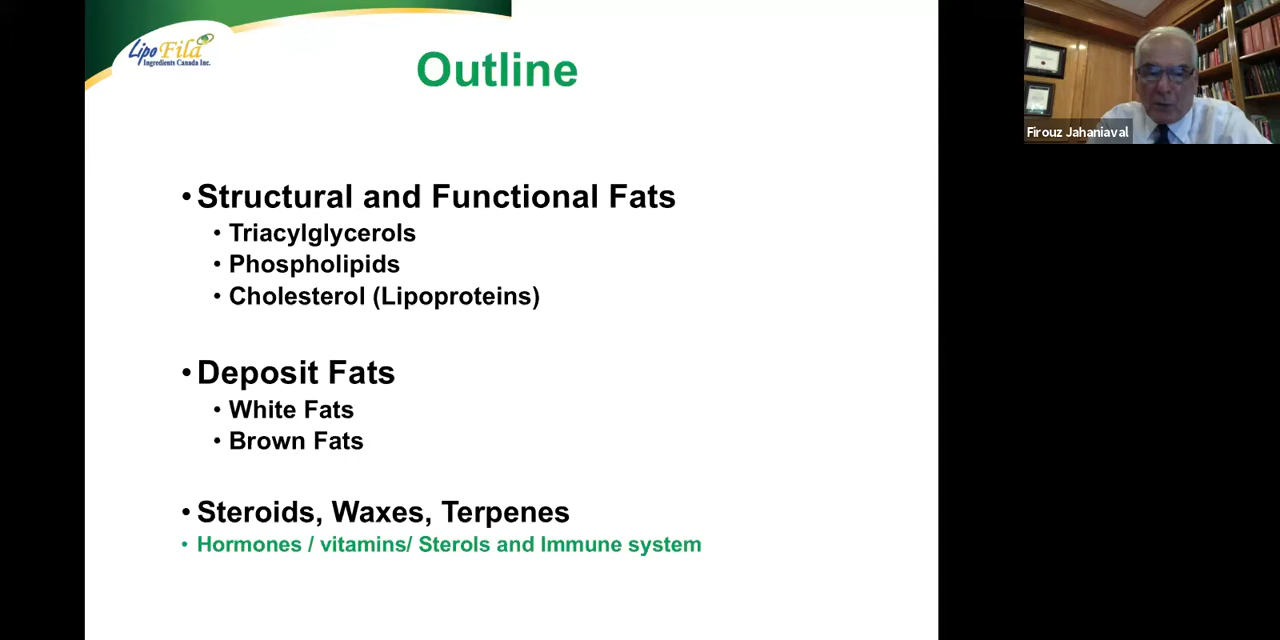 Lipo Fila
Ingredients Canada Inc.
Outline
Firouz Jahaniaval
• Structural and Functional Fats
• Triacylglycerols
• Phospholipids
• Cholesterol (Lipoproteins)
• Deposit Fats
• White Fats
• Brown Fats
• Steroids, Waxes, Terpenes
• Hormones / vitamins/ Sterols and Immune system